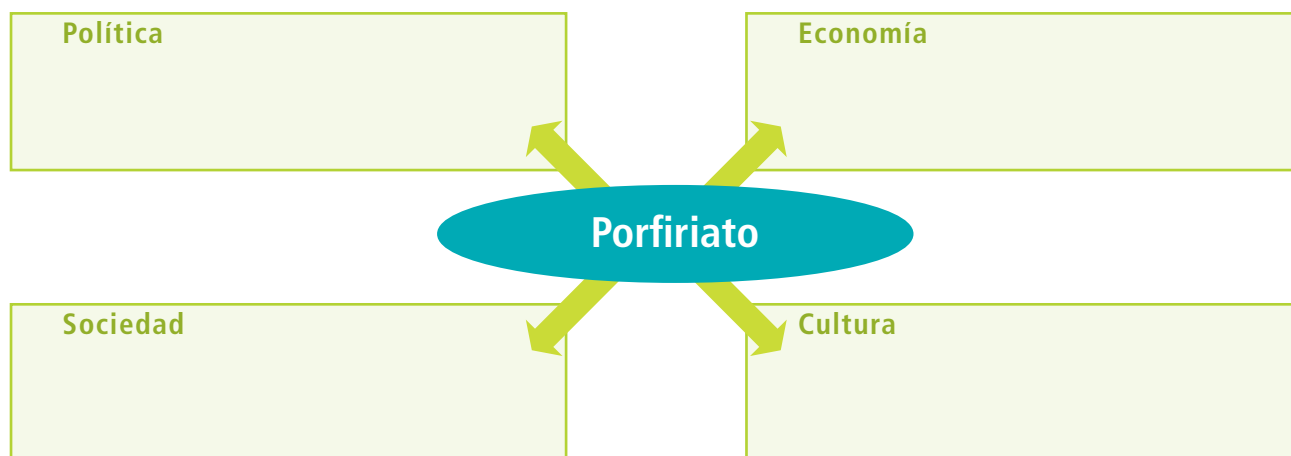 Política
Economía
Porfiriato
Sociedad
Cultura